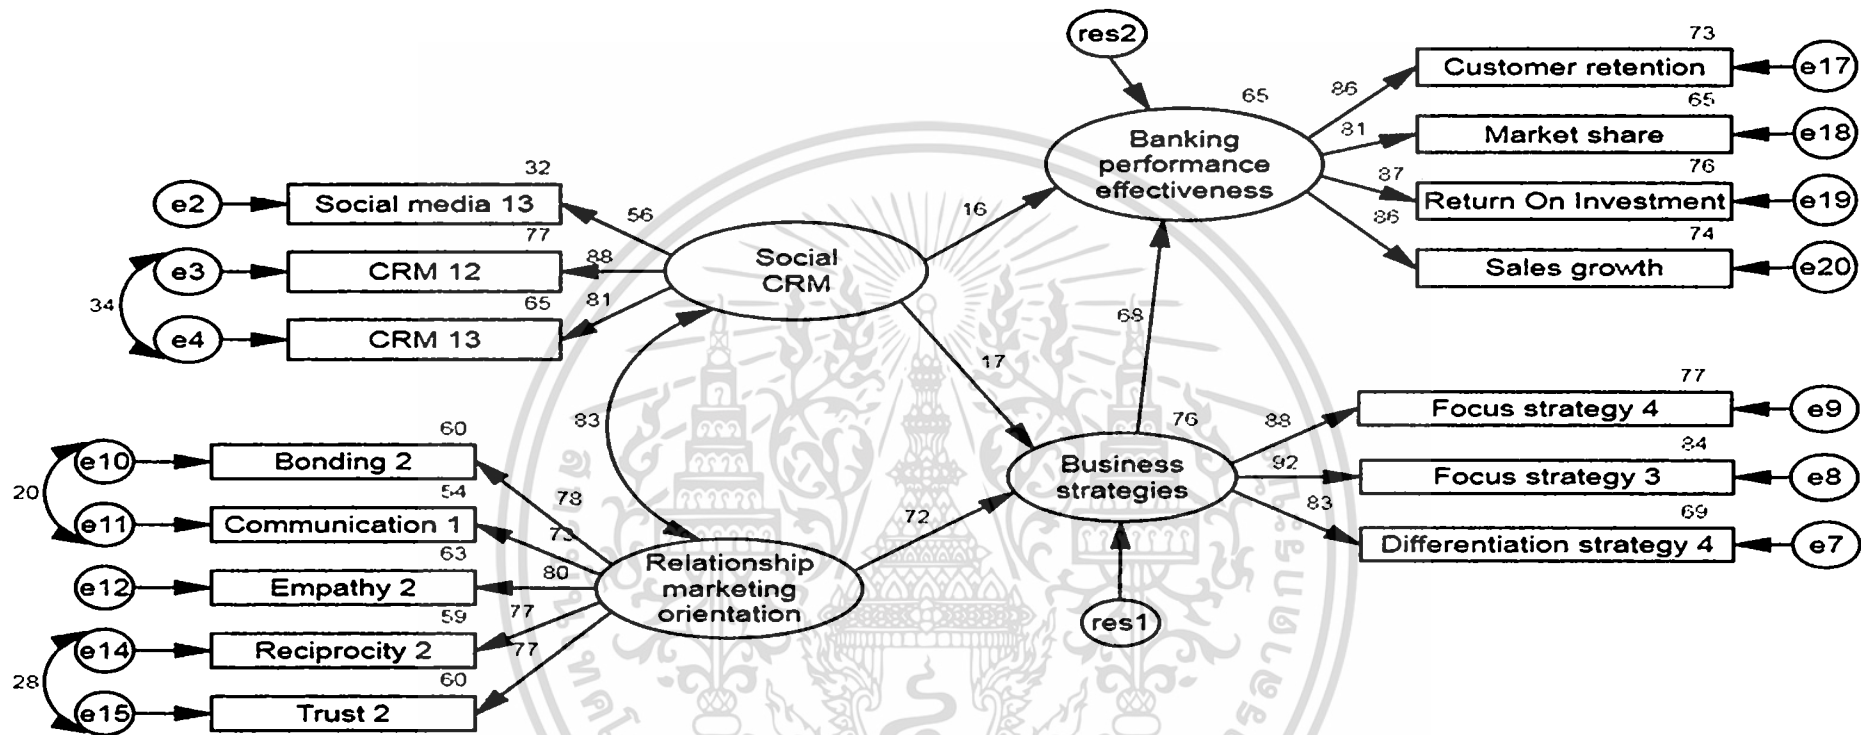 res2
73
Customer retention
e17
86
65
65
Banking
performance
effectiveness
81
Market share
e18
76
87
Return On Investment
e19
86
74
Sales growth
e20
32
e2
Social media 13
56
16
77
e3
CRM 12
88
Social
CRM
65
34
81
e4
CRM 13
68
17
83
77
Focus strategy 4
e9
88
76
84
Business
strategies
92
Focus strategy 3
e8
83
69
Differentiation strategy 4
e7
60
e10
Bonding 2
20
54
78
e11
Communication 1
73
72
63
e12
Empathy 2
80
Relationship
marketing
orientation
59
77
res1
e14
Reciprocity 2
77
28
60
e15
Trust 2